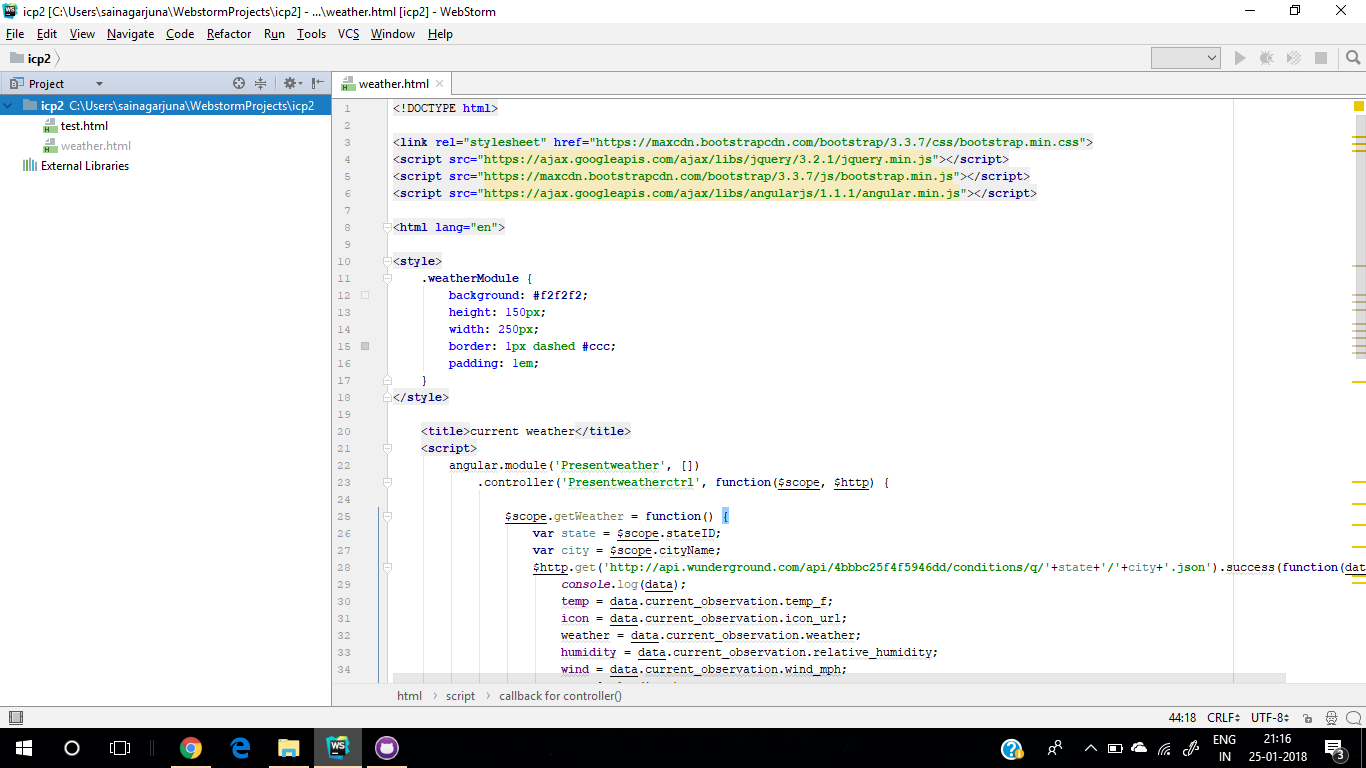 icp2 [C:\Users\sainagarjuna\WebstormProjects\icp2] - ...\weather.html [icp2] - WebStorm
File Edit View Navigate Code Refactor Run Tools VCS Window Help
icp2
Project
weather.html
icp2 C:\Users\sainagarjuna\WebstormProjects\icp2
test.html
weather.html
External Libraries
1 <!DOCTYPE html>
2
3 <link rel="stylesheet" href="https://maxcdn.bootstrapcdn.com/bootstrap/3.3.7/css/bootstrap.min.css">
4 <script src="https://ajax.googleapis.com/ajax/libs/jquery/3.2.1/jquery.min.js"></script>
5 <script src="https://maxcdn.bootstrapcdn.com/bootstrap/3.3.7/js/bootstrap.min.js"></script>
6 <script src="https://ajax.googleapis.com/ajax/libs/angularjs/1.1.1/angular.min.js"></script>
7
8 <html lang="en">
9
10 <style>
11 .weatherModule {
12 background: #f2f2f2;
13 height: 150px;
14 width: 250px;
15 border: 1px dashed #ccc;
16 padding: 1em;
17 }
18 </style>
19
20 <title>current weather</title>
21 <script>
22 angular.module('Presentweather', [])
23 .controller('Presentweatherctrl', function($scope, $http) {
24
25 $scope.getWeather = function() {
26 var state = $scope.stateID;
27 var city = $scope.cityName;
28 $http.get('http://api.wunderground.com/api/4bbbc25f4f5946dd/conditions/q/'+state+'/'+city+'.json').success(function(dat
29 console.log(data);
30 temp = data.current_observation.temp_f;
31 icon = data.current_observation.icon_url;
32 weather = data.current_observation.weather;
33 humidity = data.current_observation.relative_humidity;
34 wind = data.current_observation.wind_mph;
html script callback for controller()
44:18 CRLF UTF-8
WS
ENG
IN
21:16
25-01-2018
3